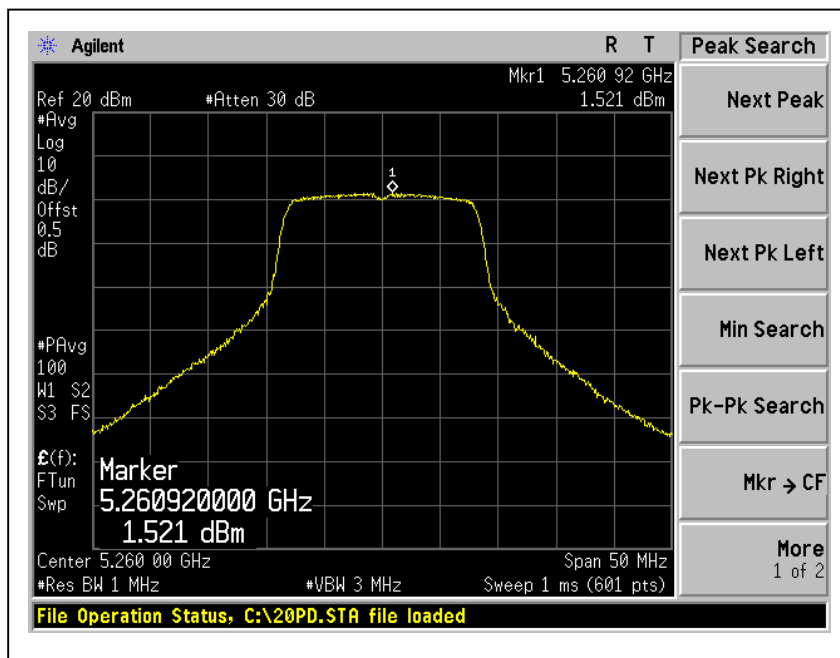 Agilent R T
Peak Search
Mkr1 5.260 92 GHz
Ref 20 dBm #Atten 30 dB 1.521 dBm
#Avg
Log
10
dB/
Offst
0.5
dB
1
#PAvg
100
W1 S2
S3 FS
£(f):
FTun
Swp
Marker
5.260920000 GHz
1.521 dBm
Center 5.260 00 GHz Span 50 MHz
#Res BW 1 MHz #VBW 3 MHz Sweep 1 ms (601 pts)
File Operation Status, C:\20PD.STA file loaded
Next Peak
Next Pk Right
Next Pk Left
Min Search
Pk-Pk Search
Mkr → CF
More
1 of 2